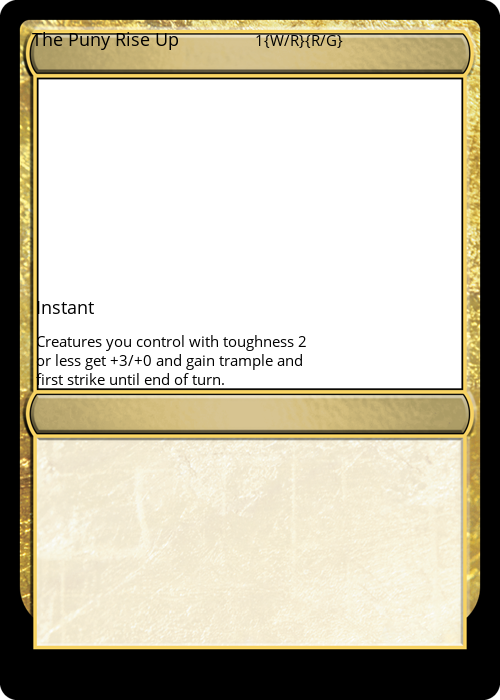 The Puny Rise Up 1{W/R}{R/G}
Instant
Creatures you control with toughness 2
or less get +3/+0 and gain trample and
first strike until end of turn.